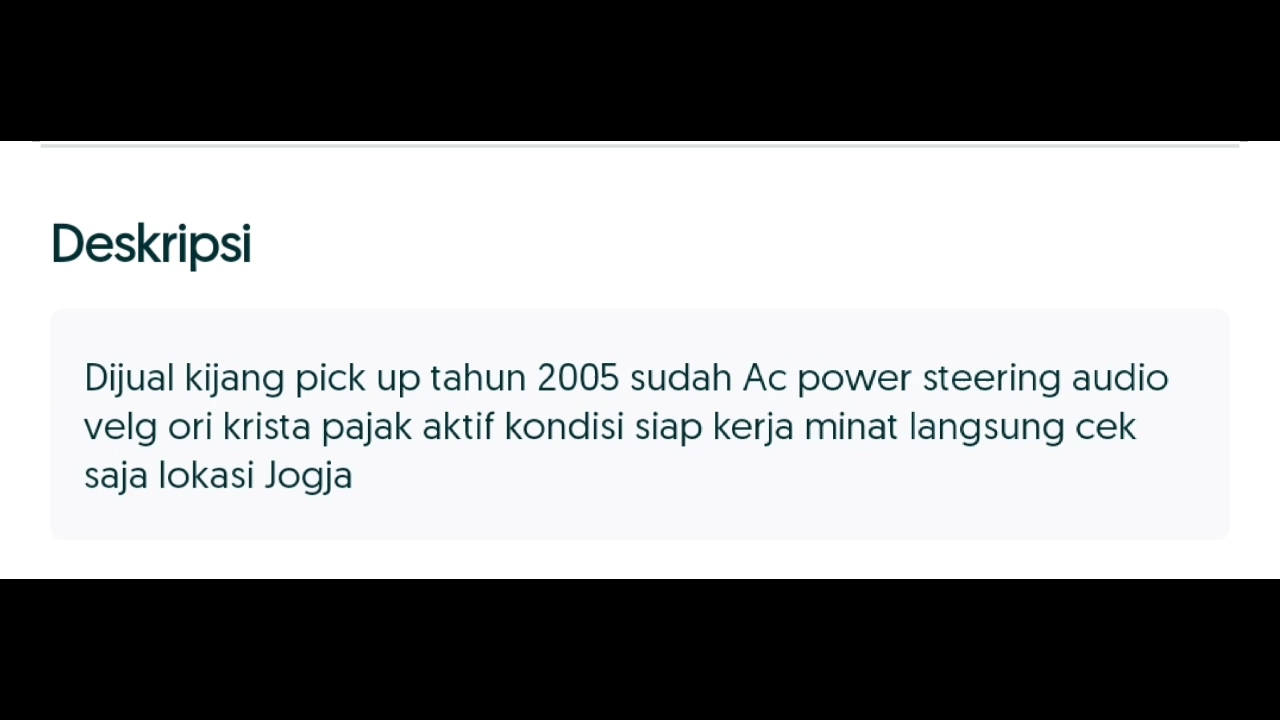 Deskripsi
Dijual kijang pick up tahun 2005 sudah Ac power steering audio
velg ori krista pajak aktif kondisi siap kerja minat langsung cek
saja lokasi Jogja